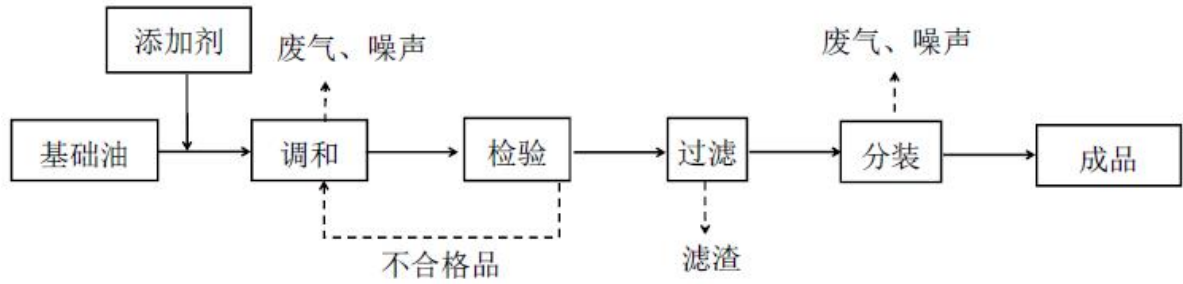 添加剂
废气、噪声
废气、噪声
基础油
调和
检验
过滤
分装
成品
不合格品
滤渣